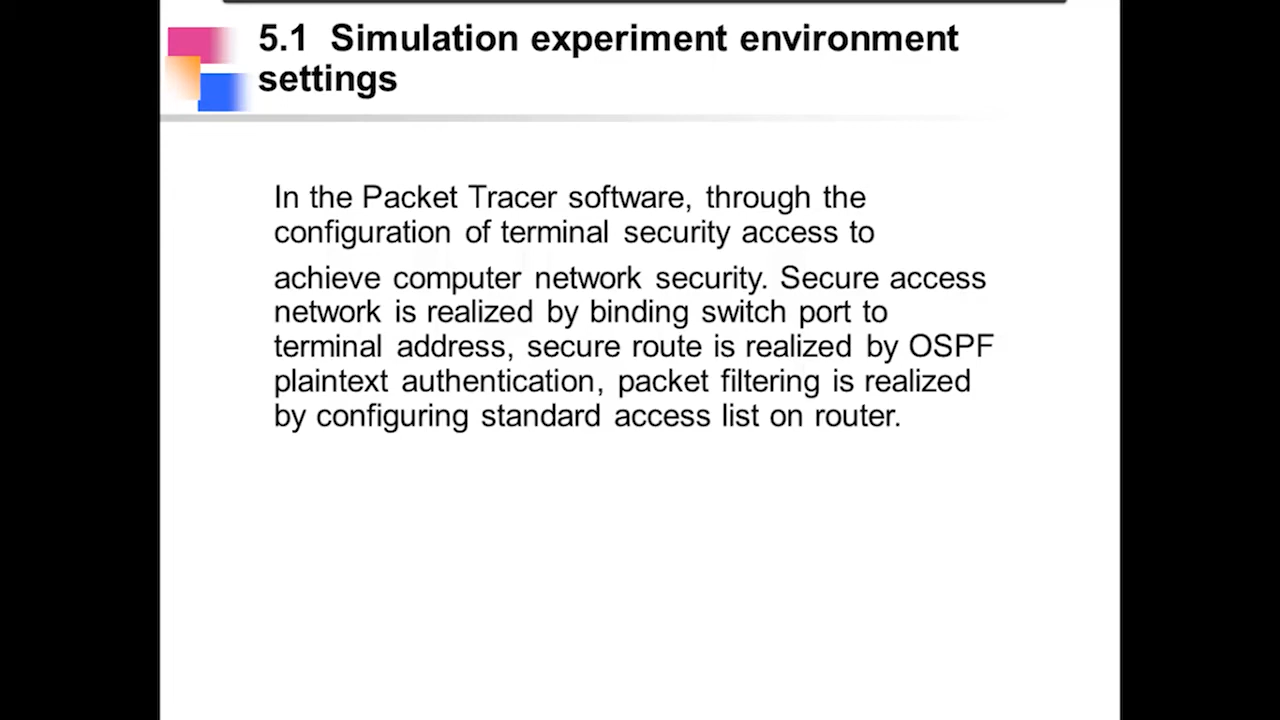 5.1 Simulation experiment environment
settings
In the Packet Tracer software, through the
configuration of terminal security access to
achieve computer network security. Secure access
network is realized by binding switch port to
terminal address, secure route is realized by OSPF
plaintext authentication, packet filtering is realized
by configuring standard access list on router.